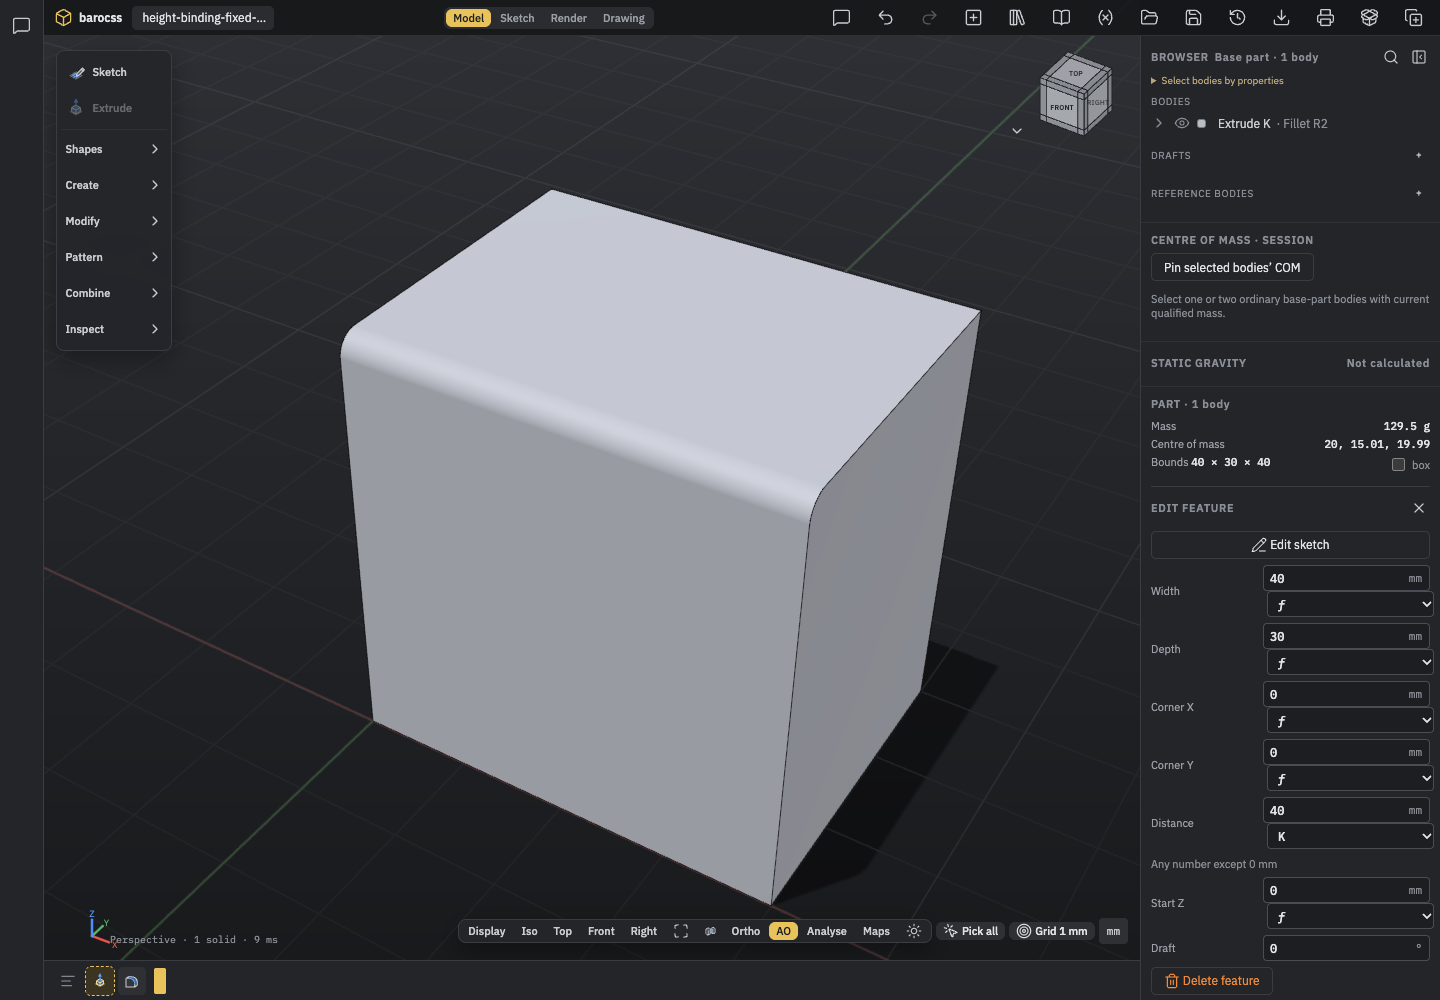 barocss
height-binding-fixed-...
Model
Sketch
Render
Drawing
Sketch
Extrude
Shapes
Create
Modify
Pattern
Combine
Inspect
TOP
FRONT
RIGHT
BROWSER Base part · 1 body
Select bodies by properties
BODIES
Extrude K · Fillet R2
DRAFTS +
REFERENCE BODIES +
CENTRE OF MASS · SESSION
Pin selected bodies’ COM
Select one or two ordinary base-part bodies with current
qualified mass.
STATIC GRAVITY Not calculated
PART · 1 body
Mass 129.5 g
Centre of mass 20, 15.01, 19.99
Bounds 40 × 30 × 40 box
EDIT FEATURE
Edit sketch
Width 40 mm
ƒ
Depth 30 mm
ƒ
Corner X 0 mm
ƒ
Corner Y 0 mm
ƒ
Distance 40 mm
K
Any number except 0 mm
Start Z 0 mm
ƒ
Draft 0 °
Delete feature
Z
Y
X
Perspective · 1 solid · 9 ms
Display
Iso
Top
Front
Right
Ortho
AO
Analyse
Maps
Pick all
Grid 1 mm
mm